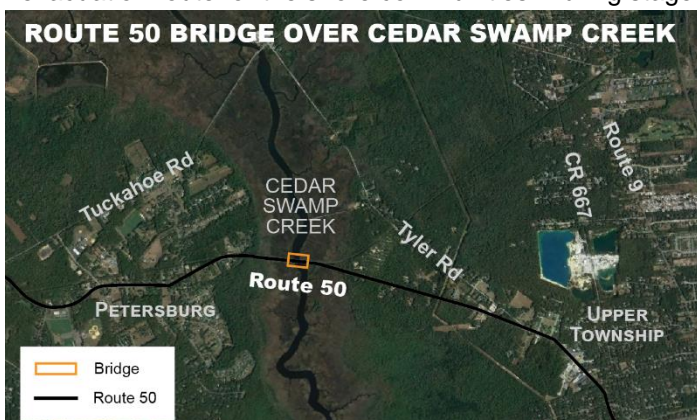 ROUTE 50 BRIDGE OVER CEDAR SWAMP CREEK
Tuckahoe Rd
CEDAR
SWAMP
CREEK
Route 9
CR 667
Tyler Rd
Route 50
PETERSBURG
UPPER
TOWNSHIP
Bridge
Route 50